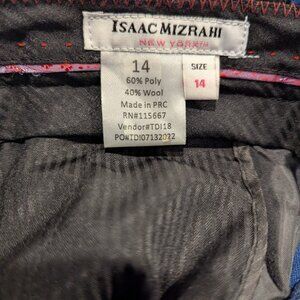 ISAAC MIZRAHI
NEW YORK™
14
60% Poly
40% Wool
Made in PRC
RN#115667
Vendor#TDI18
PO#TDI07132022
SIZE
14